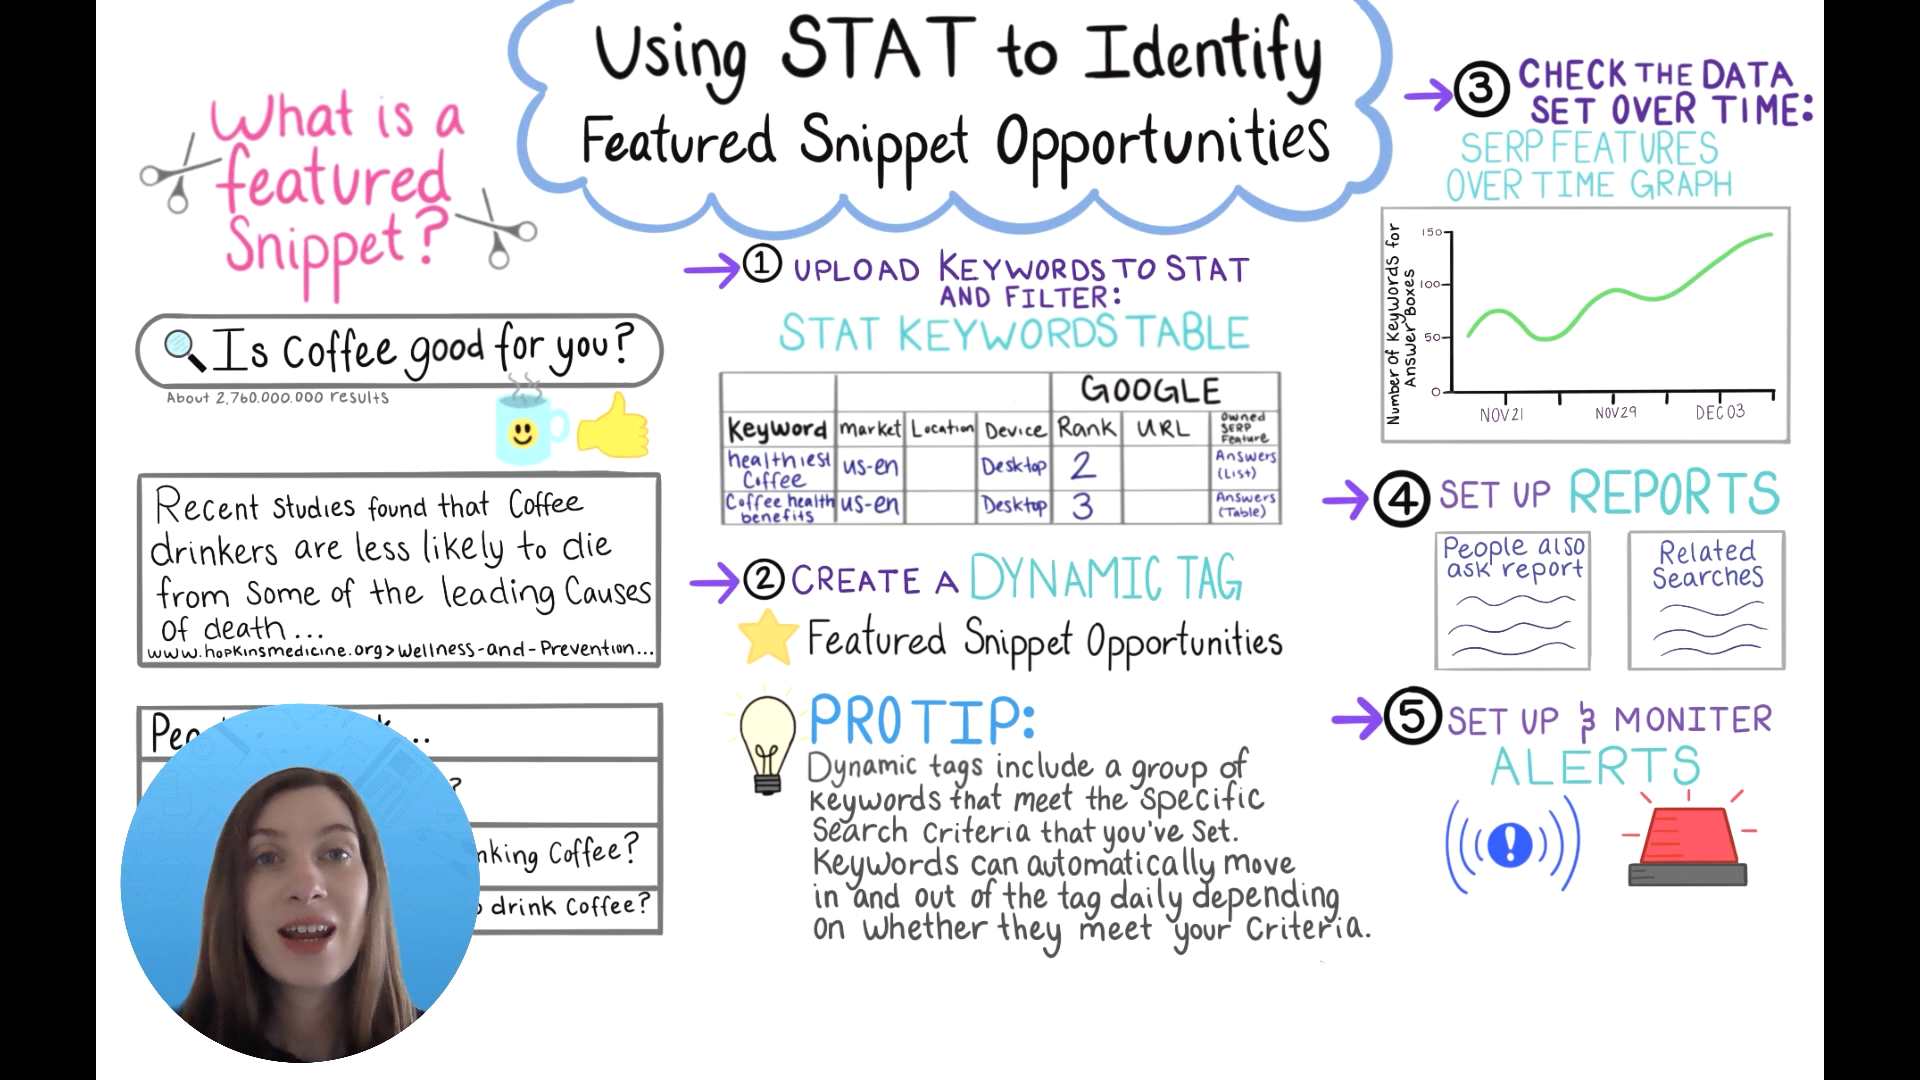 Using STAT to Identify
Featured Snippet Opportunities
What is a
featured
Snippet?
Is Coffee good for you?
About 2,760.000.000 results
Recent studies found that Coffee
drinkers are less likely to die
from some of the leading Causes
of death...
www.hopkinsmedicine.org>Wellness-and-Prevention...
...
?
Coffee?
drink Coffee?
1 UPLOAD KEYWORDS TO STAT
AND FILTER:
STAT KEYWORDS TABLE
GOOGLE
Keyword market Location Device Rank URL Owned SERP Feature
healthiest Coffee us-en Desktop 2 Answers (List)
Coffee health benefits us-en Desktop 3 Answers (Table)
2 CREATE A DYNAMIC TAG
Featured Snippet Opportunities
PRO TIP:
Dynamic tags include a group of
keywords that meet the specific
Search Criteria that you've set.
Keywords can automatically move
in and out of the tag daily depending
on whether they meet your Criteria.
3 CHECK THE DATA
SET OVER TIME:
SERP FEATURES
OVER TIME GRAPH
Number of Keywords for
Answer Boxes
150
100
50
0
NOV 21 NOV 29 DEC 03
4 SET UP REPORTS
People also
ask report
Related
Searches
5 SET UP & MONITER
ALERTS
!